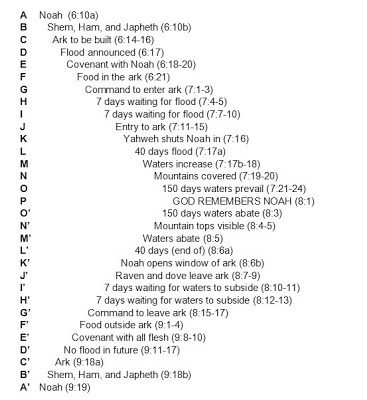 A Noah (6:10a)
B Shem, Ham, and Japheth (6:10b)
C Ark to be built (6:14-16)
D Flood announced (6:17)
E Covenant with Noah (6:18-20)
F Food in the ark (6:21)
G Command to enter ark (7:1-3)
H 7 days waiting for flood (7:4-5)
I 7 days waiting for flood (7:7-10)
J Entry to ark (7:11-15)
K Yahweh shuts Noah in (7:16)
L 40 days flood (7:17a)
M Waters increase (7:17b-18)
N Mountains covered (7:19-20)
O 150 days waters prevail (7:21-24)
P GOD REMEMBERS NOAH (8:1)
O' 150 days waters abate (8:3)
N' Mountain tops visible (8:4-5)
M' Waters abate (8:5)
L' 40 days (end of) (8:6a)
K' Noah opens window of ark (8:6b)
J' Raven and dove leave ark (8:7-9)
I' 7 days waiting for waters to subside (8:10-11)
H' 7 days waiting for waters to subside (8:12-13)
G' Command to leave ark (8:15-17)
F' Food outside ark (9:1-4)
E' Covenant with all flesh (9:8-10)
D' No flood in future (9:11-17)
C' Ark (9:18a)
B' Shem, Ham, and Japheth (9:18b)
A' Noah (9:19)